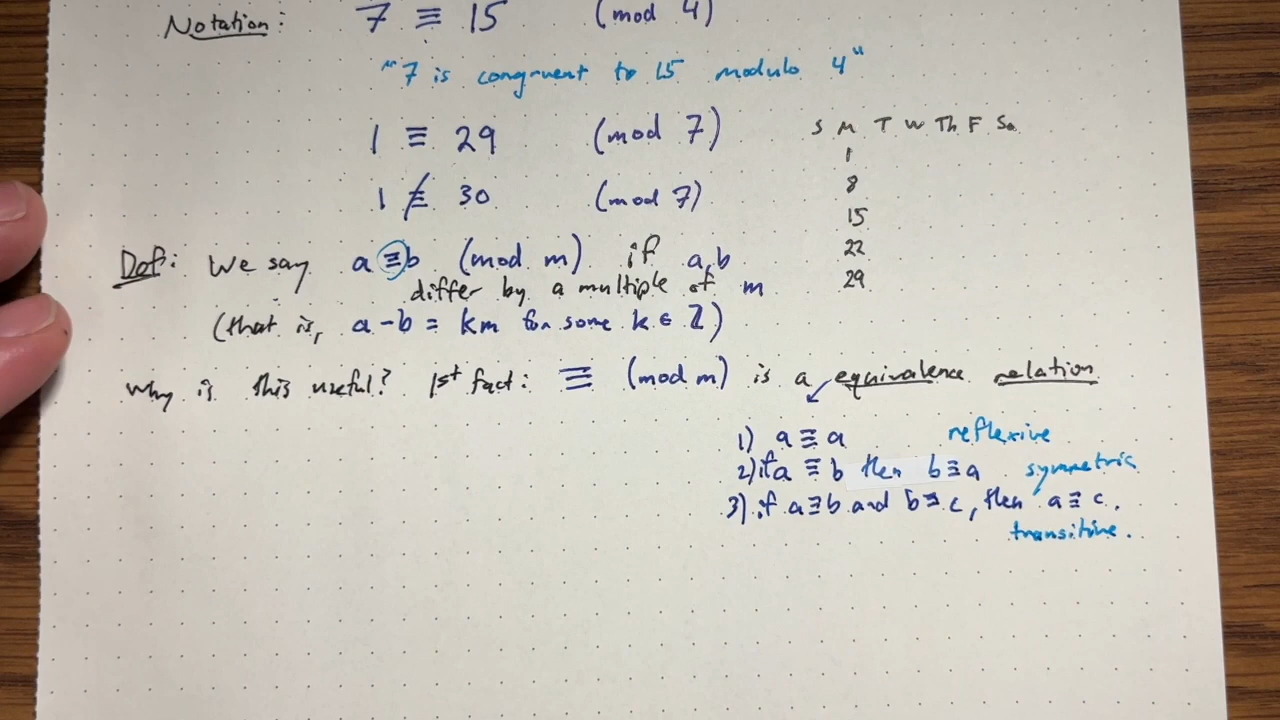 Notation: 7 ≡ 15 (mod 4)
"7 is congruent to 15 modulo 4"
1 ≡ 29 (mod 7)
1 ≢ 30 (mod 7)
S M T W Th F Sa
1
8
15
22
29
Def: We say a ≡ b (mod m) if a, b
differ by a multiple of m
(that is, a - b = km for some k ∈ ℤ)
Why is this useful? 1st fact: ≡ (mod m) is a equivalence relation
1) a ≡ a reflexive
2) if a ≡ b then b ≡ a symmetric
3) if a ≡ b and b ≡ c, then a ≡ c.
transitive.